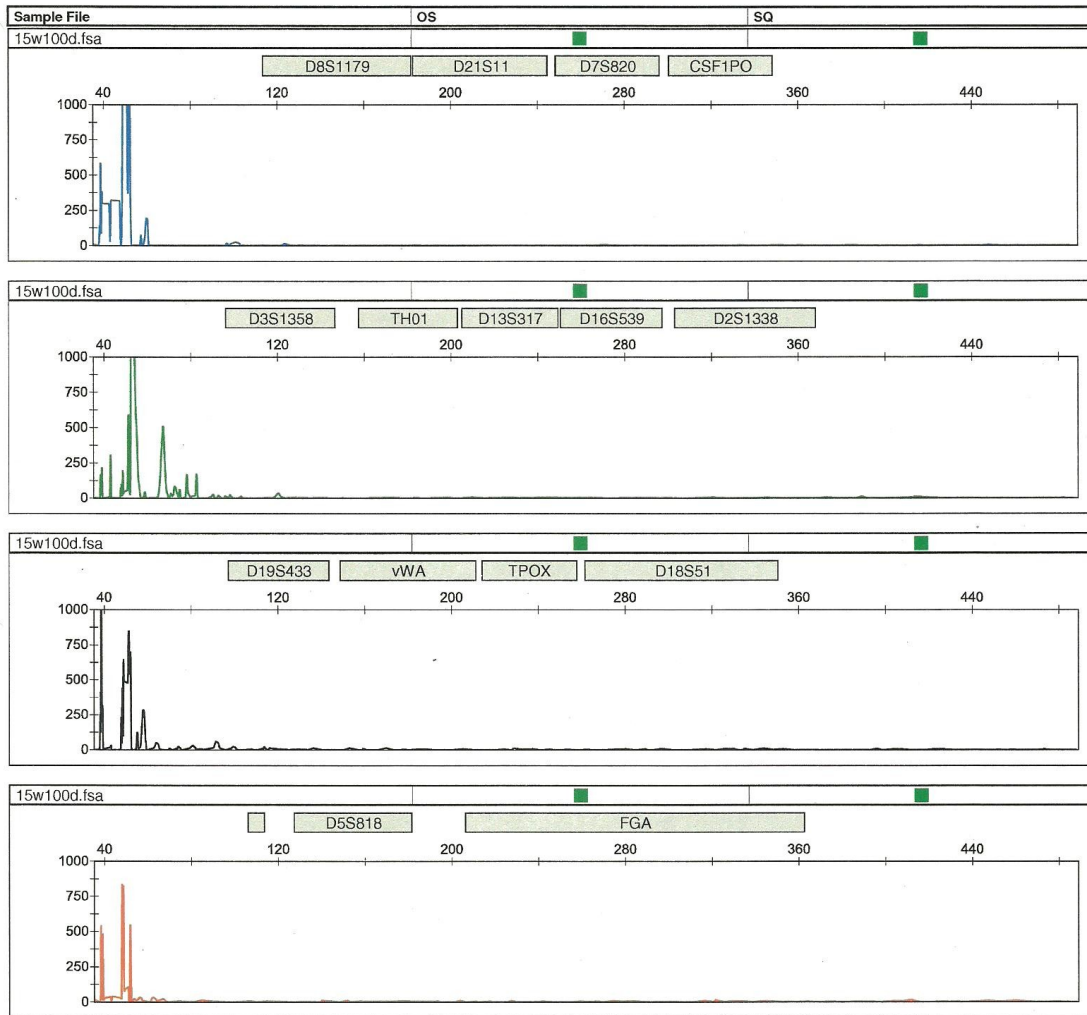 Sample File OS SQ
15w100d.fsa
D8S1179 D21S11 D7S820 CSF1PO
40 120 200 280 360 440
1000
750
500
250
0
15w100d.fsa
D3S1358 TH01 D13S317 D16S539 D2S1338
40 120 200 280 360 440
1000
750
500
250
0
15w100d.fsa
D19S433 vWA TPOX D18S51
40 120 200 280 360 440
1000
750
500
250
0
15w100d.fsa
D5S818 FGA
40 120 200 280 360 440
1000
750
500
250
0